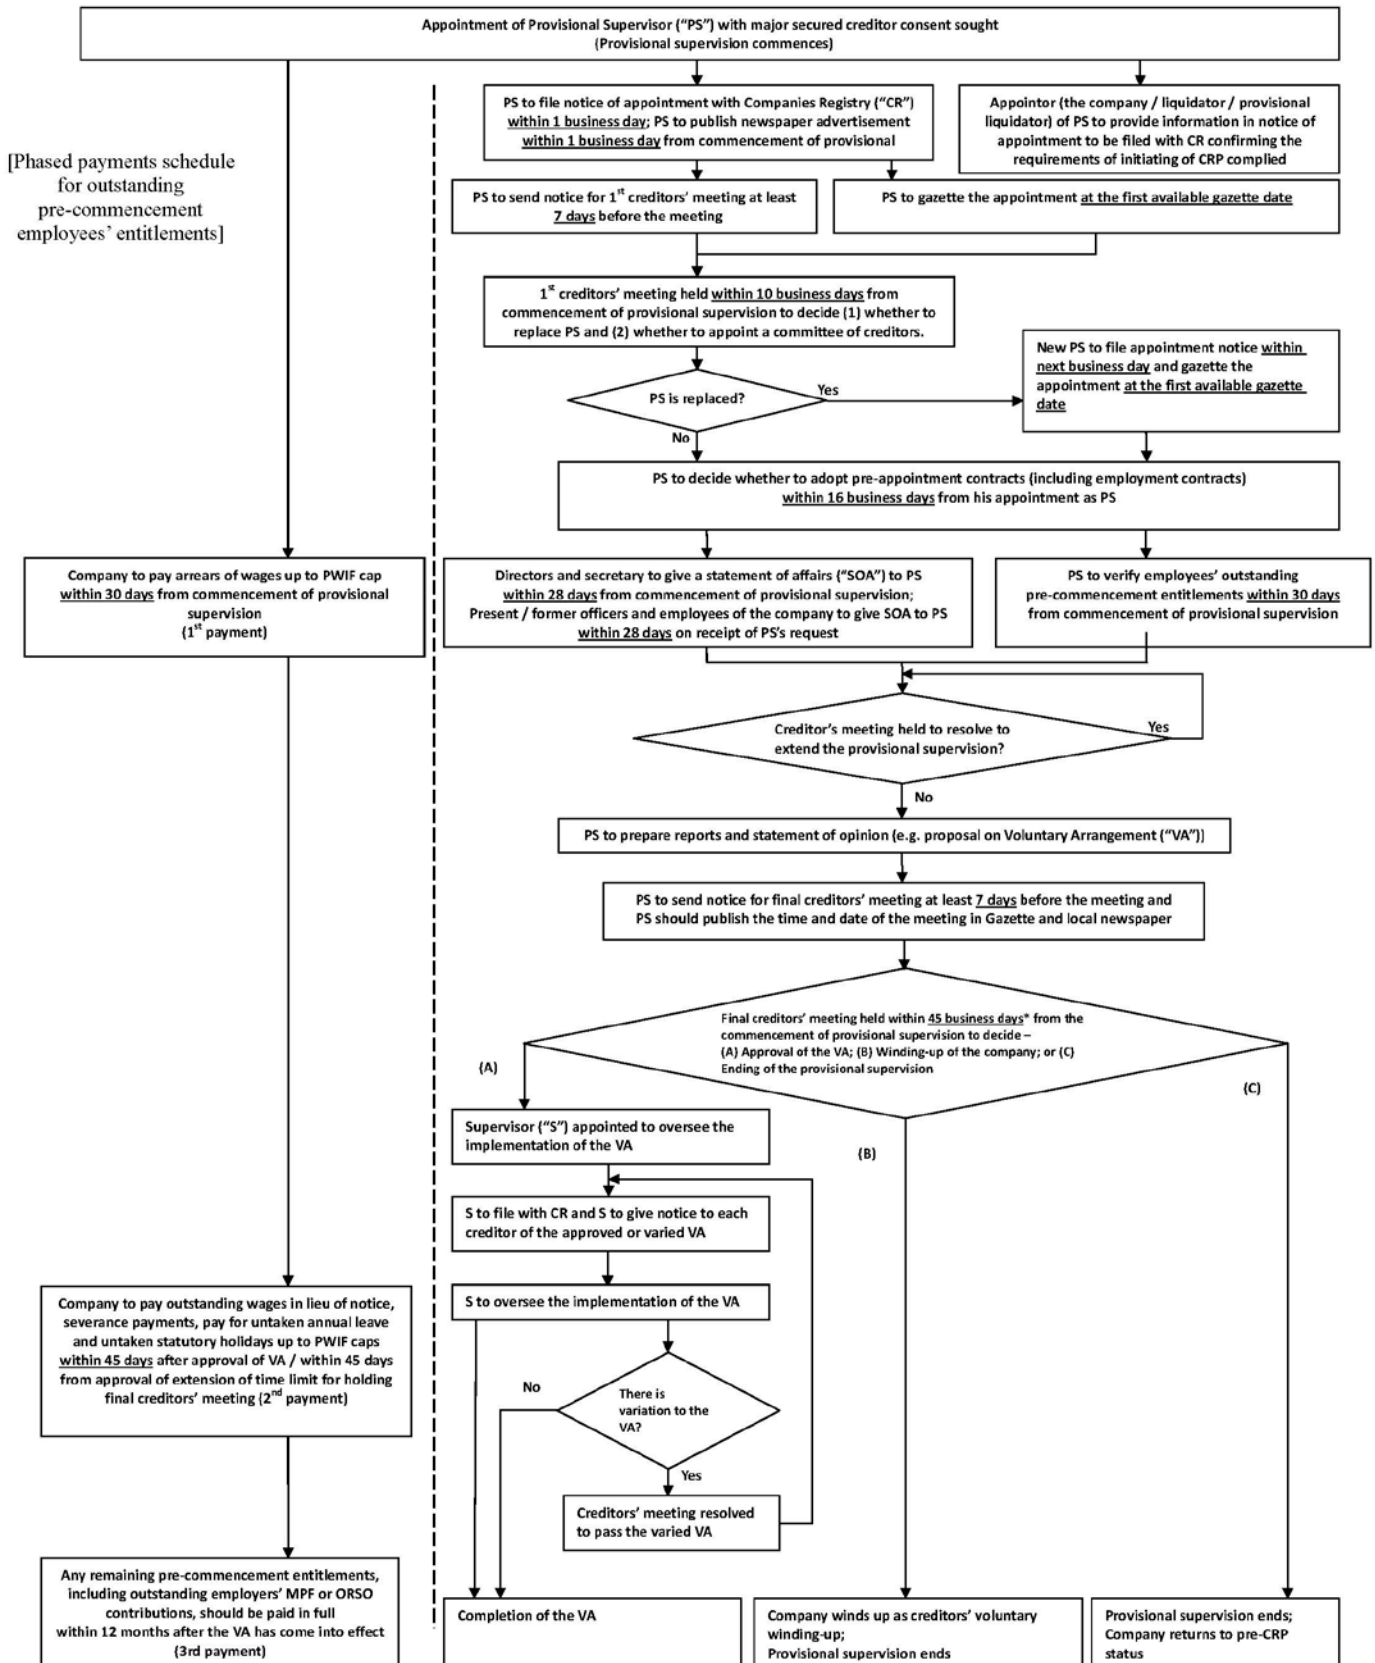 Appointment of Provisional Supervisor (“PS”) with major secured creditor consent sought
(Provisional supervision commences)
PS to file notice of appointment with Companies Registry (“CR”)
within 1 business day; PS to publish newspaper advertisement
within 1 business day from commencement of provisional
Appointor (the company / liquidator / provisional
liquidator) of PS to provide information in notice of
appointment to be filed with CR confirming the
requirements of initiating of CRP complied
[Phased payments schedule
for outstanding
pre-commencement
employees’ entitlements]
PS to send notice for 1st creditors’ meeting at least
7 days before the meeting
PS to gazette the appointment at the first available gazette date
1st creditors’ meeting held within 10 business days from
commencement of provisional supervision to decide (1) whether to
replace PS and (2) whether to appoint a committee of creditors.
New PS to file appointment notice within
next business day and gazette the
appointment at the first available gazette
date
PS is replaced?
Yes
No
PS to decide whether to adopt pre-appointment contracts (including employment contracts)
within 16 business days from his appointment as PS
Company to pay arrears of wages up to PWIF cap
within 30 days from commencement of provisional
supervision
(1st payment)
Directors and secretary to give a statement of affairs (“SOA”) to PS
within 28 days from commencement of provisional supervision;
Present / former officers and employees of the company to give SOA to PS
within 28 days on receipt of PS’s request
PS to verify employees’ outstanding
pre-commencement entitlements within 30 days
from commencement of provisional supervision
Creditor’s meeting held to resolve to
extend the provisional supervision?
Yes
No
PS to prepare reports and statement of opinion (e.g. proposal on Voluntary Arrangement (“VA”))
PS to send notice for final creditors’ meeting at least 7 days before the meeting and
PS should publish the time and date of the meeting in Gazette and local newspaper
Final creditors’ meeting held within 45 business days* from the
commencement of provisional supervision to decide –
(A) Approval of the VA; (B) Winding-up of the company; or (C)
Ending of the provisional supervision
(A)
(C)
Supervisor (“S”) appointed to oversee the
implementation of the VA
(B)
S to file with CR and S to give notice to each
creditor of the approved or varied VA
S to oversee the implementation of the VA
Company to pay outstanding wages in lieu of notice,
severance payments, pay for untaken annual leave
and untaken statutory holidays up to PWIF caps
within 45 days after approval of VA / within 45 days
from approval of extension of time limit for holding
final creditors’ meeting (2nd payment)
No
There is
variation to the
VA?
Yes
Creditors’ meeting resolved
to pass the varied VA
Any remaining pre-commencement entitlements,
including outstanding employers’ MPF or ORSO
contributions, should be paid in full
within 12 months after the VA has come into effect
(3rd payment)
Completion of the VA
Company winds up as creditors’ voluntary
winding-up;
Provisional supervision ends
Provisional supervision ends;
Company returns to pre-CRP
status